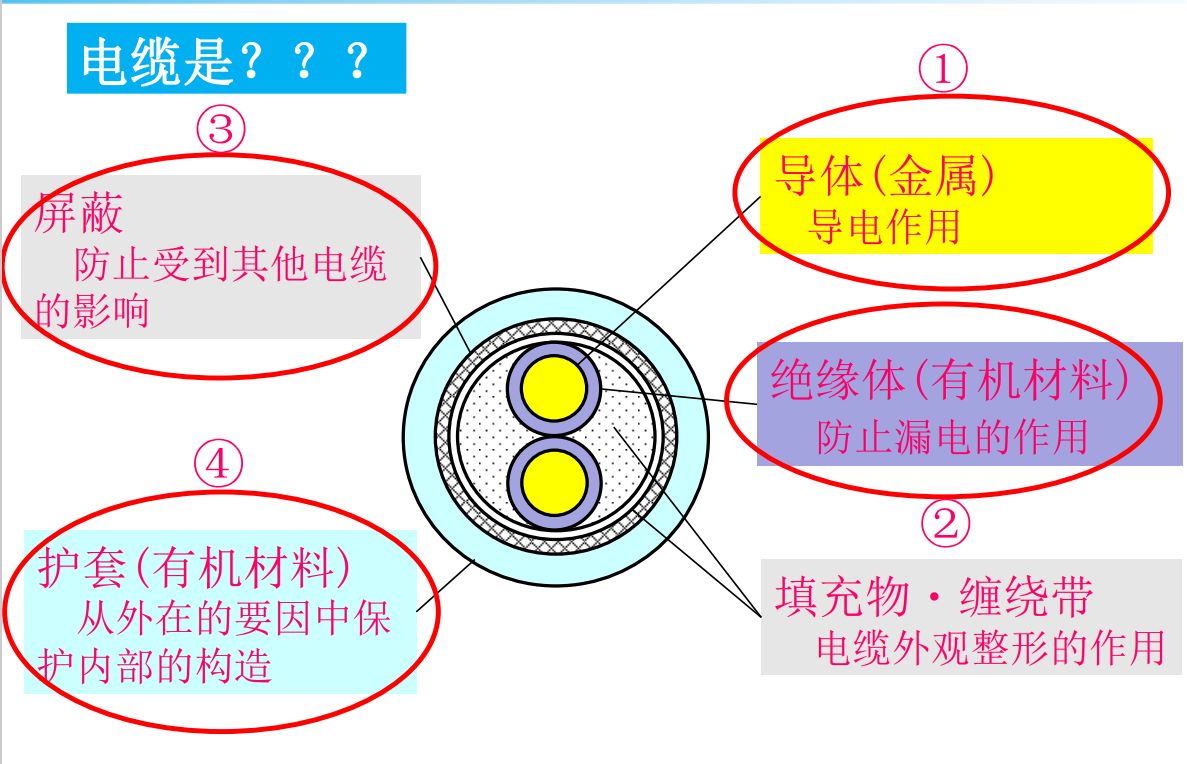 电缆是？？？
①
导体(金属)
导电作用
③
屏蔽
防止受到其他电缆
的影响
绝缘体(有机材料)
防止漏电的作用
②
④
护套(有机材料)
从外在的要因中保
护内部的构造
填充物·缠绕带
电缆外观整形的作用